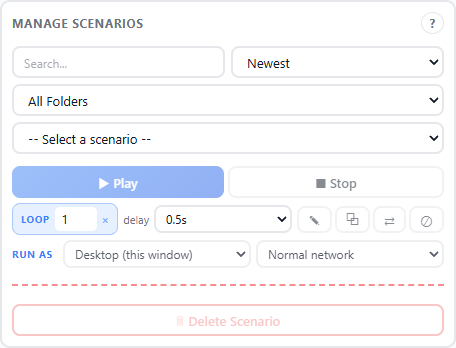 MANAGE SCENARIOS ?
Search... Newest
All Folders
-- Select a scenario --
▶ Play ■ Stop
LOOP 1 × delay 0.5s
RUN AS Desktop (this window) Normal network
Delete Scenario